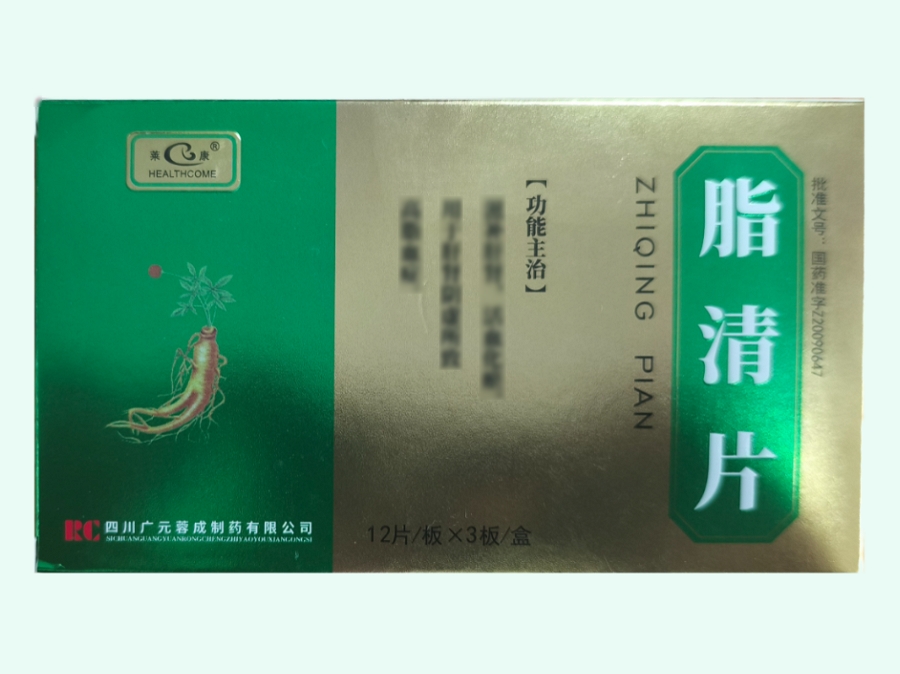 莱康®
HEALTHCOME
批准文号：国药准字Z20090647
脂清片
ZHIQING PIAN
【功能主治】
12片/板×3板/盒
RC 四川广元蓉成制药有限公司
SICHUANGUANGYUANRONGCHENGZHIYAOYOUXIANGONGSI